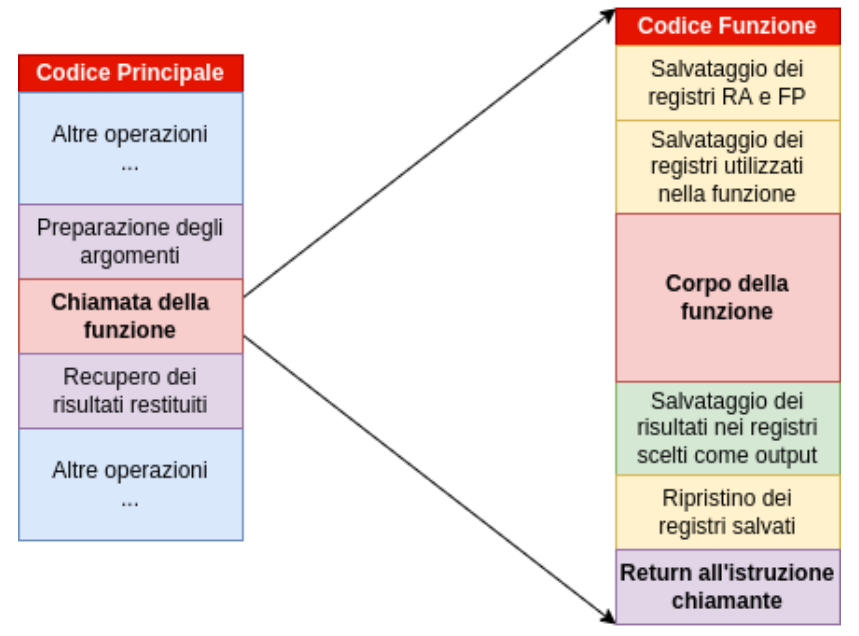 Codice Principale
Altre operazioni
...
Preparazione degli
argomenti
Chiamata della
funzione
Recupero dei
risultati restituiti
Altre operazioni
...
Codice Funzione
Salvataggio dei
registri RA e FP
Salvataggio dei
registri utilizzati
nella funzione
Corpo della
funzione
Salvataggio dei
risultati nei registri
scelti come output
Ripristino dei
registri salvati
Return all'istruzione
chiamante